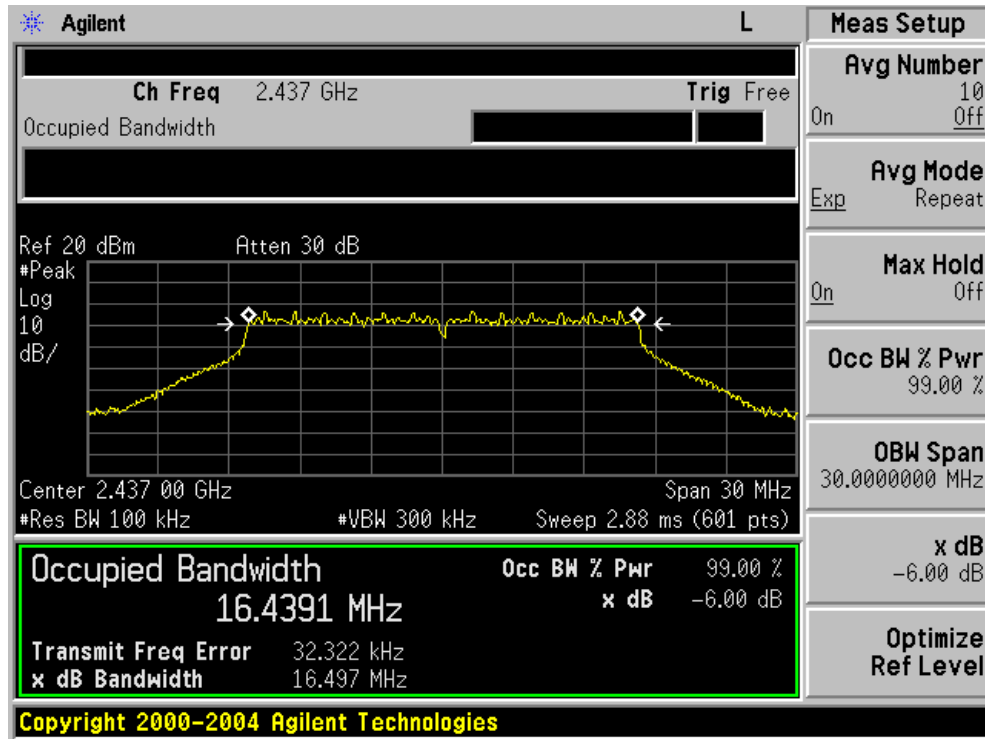 Agilent L
Ch Freq 2.437 GHz Trig Free
Occupied Bandwidth
Ref 20 dBm Atten 30 dB
#Peak
Log
10
dB/
Center 2.437 00 GHz Span 30 MHz
#Res BW 100 kHz #VBW 300 kHz Sweep 2.88 ms (601 pts)
Occupied Bandwidth
16.4391 MHz
Occ BW % Pwr 99.00 %
x dB -6.00 dB
Transmit Freq Error 32.322 kHz
x dB Bandwidth 16.497 MHz
Copyright 2000-2004 Agilent Technologies
Meas Setup
Avg Number
10
On Off
Avg Mode
Exp Repeat
Max Hold
On Off
Occ BW % Pwr
99.00 %
OBW Span
30.0000000 MHz
x dB
-6.00 dB
Optimize
Ref Level